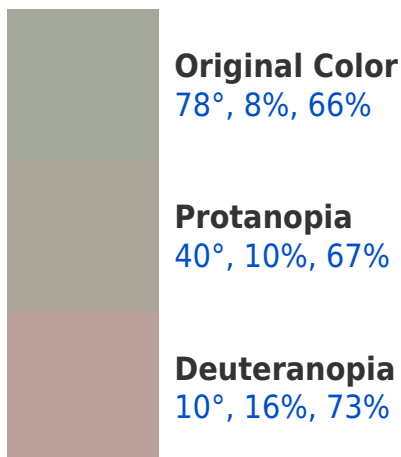 Original Color
78°, 8%, 66%
Protanopia
40°, 10%, 67%
Deuteranopia
10°, 16%, 73%